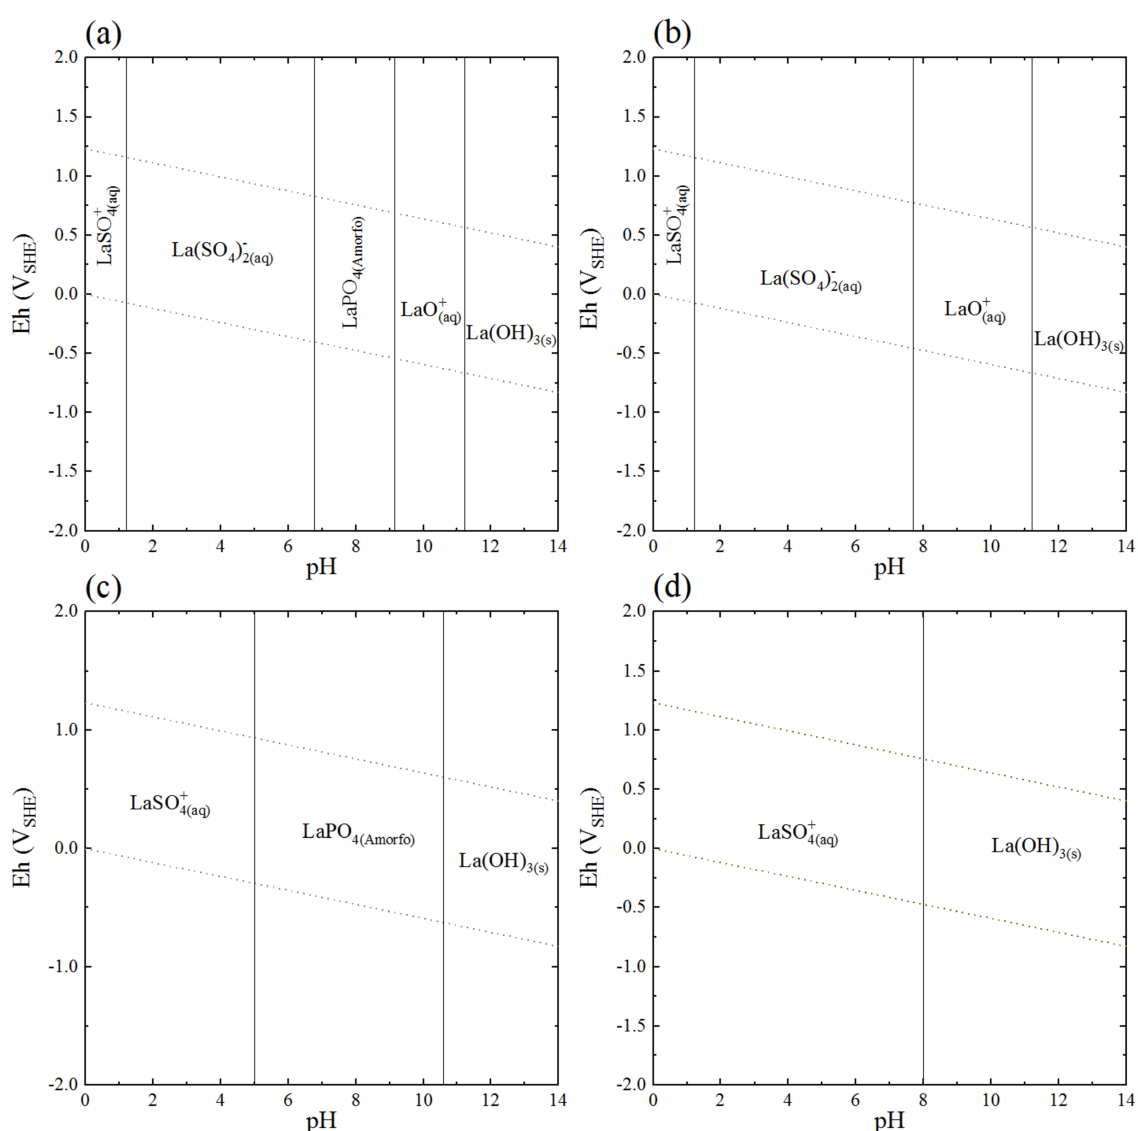 (a)
2.0
1.5
1.0
0.5
0.0
-0.5
-1.0
-1.5
-2.0
Eh (V_SHE)
LaSO₄⁺(aq)
La(SO₄)₂⁻(aq)
LaPO₄(Amorfo)
LaO⁺(aq)
La(OH)₃(s)
0 2 4 6 8 10 12 14
pH
(b)
2.0
1.5
1.0
0.5
0.0
-0.5
-1.0
-1.5
-2.0
Eh (V_SHE)
LaSO₄⁺(aq)
La(SO₄)₂⁻(aq)
LaO⁺(aq)
La(OH)₃(s)
0 2 4 6 8 10 12 14
pH
(c)
2.0
1.0
0.0
-1.0
-2.0
Eh (V_SHE)
LaSO₄⁺(aq)
LaPO₄(Amorfo)
La(OH)₃(s)
0 2 4 6 8 10 12 14
pH
(d)
2.0
1.5
1.0
0.5
0.0
-0.5
-1.0
-1.5
-2.0
Eh (V_SHE)
LaSO₄⁺(aq)
La(OH)₃(s)
0 2 4 6 8 10 12 14
pH